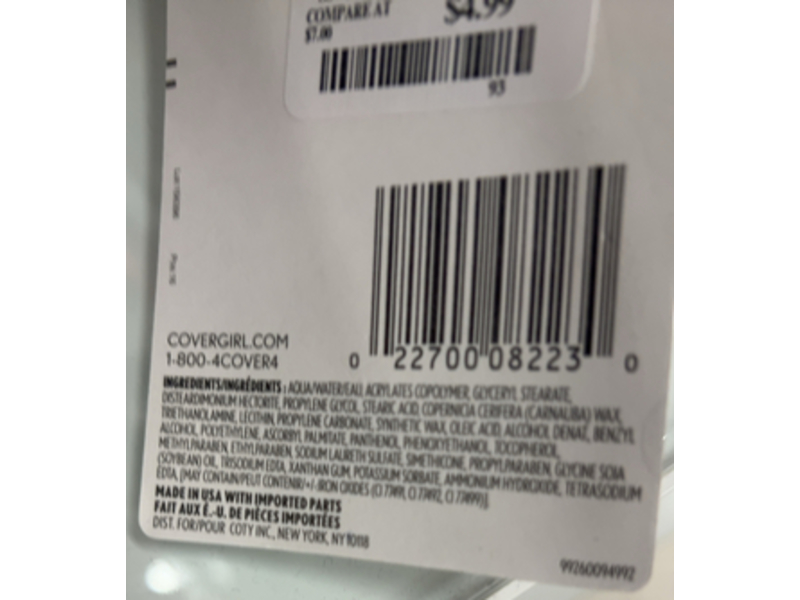 COMPARE AT $4.99
$7.00
93
COVERGIRL.COM
1-800-4COVER4
0 22700 08223 0
INGREDIENTS/INGRÉDIENTS : AQUA/WATER/EAU, ACRYLATES COPOLYMER, GLYCERYL STEARATE,
DISTEARDIMONIUM HECTORITE, PROPYLENE GLYCOL, STEARIC ACID, COPERNICIA CERIFERA (CARNAUBA) WAX,
TRIETHANOLAMINE, LECITHIN, PROPYLENE CARBONATE, SYNTHETIC WAX, OLEIC ACID, ALCOHOL DENAT., BENZYL
ALCOHOL, POLYETHYLENE, ASCORBYL PALMITATE, PANTHENOL, PHENOXYETHANOL, TOCOPHEROL,
METHYLPARABEN, ETHYLPARABEN, SODIUM LAURETH SULFATE, SIMETHICONE, PROPYLPARABEN, GLYCINE SOJA
(SOYBEAN) OIL, TRISODIUM EDTA, XANTHAN GUM, POTASSIUM SORBATE, AMMONIUM HYDROXIDE, TETRASODIUM
EDTA, [MAY CONTAIN/PEUT CONTENIR/+/-:IRON OXIDES (CI 77491, CI 77492, CI 77499)].
MADE IN USA WITH IMPORTED PARTS
FAIT AUX É.-U. DE PIÈCES IMPORTÉES
DIST. FOR/POUR COTY INC., NEW YORK, NY 10118
99260094992